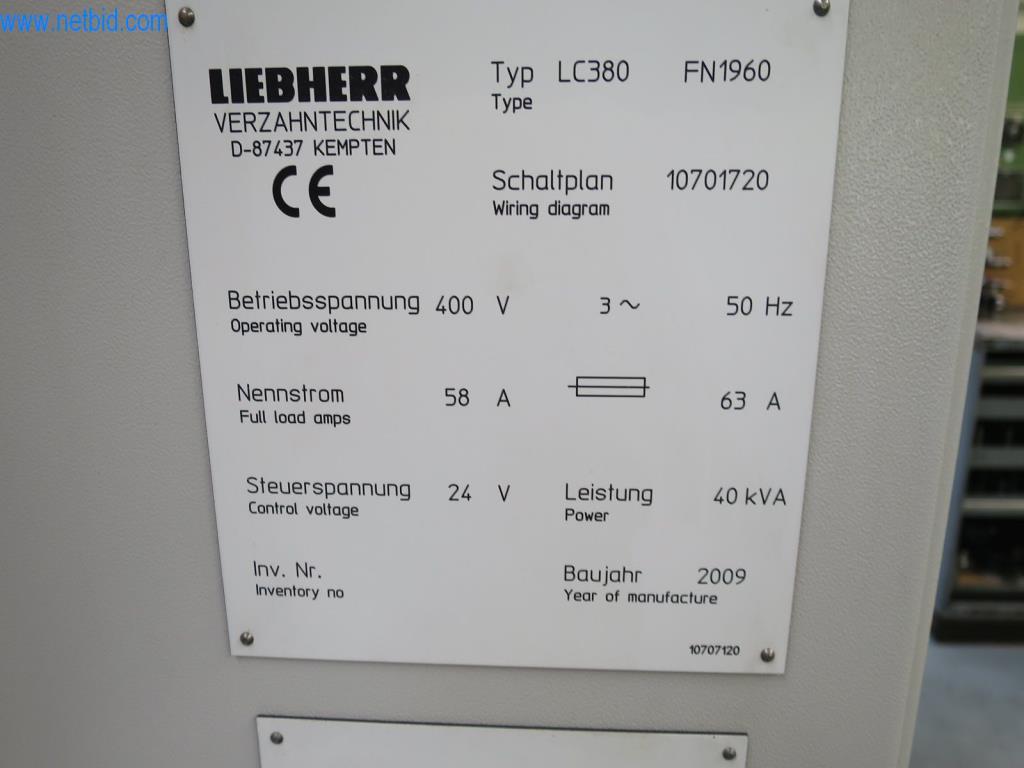 www.netbid.com
LIEBHERR
VERZAHNTECHNIK
D-87437 KEMPTEN
CE
Typ LC380 FN1960
Type
Schaltplan 10701720
Wiring diagram
Betriebsspannung 400 V 3 ~ 50 Hz
Operating voltage
Nennstrom 58 A 63 A
Full load amps
Steuerspannung 24 V Leistung 40 kVA
Control voltage Power
Inv. Nr. Baujahr 2009
Inventory no Year of manufacture
10707120